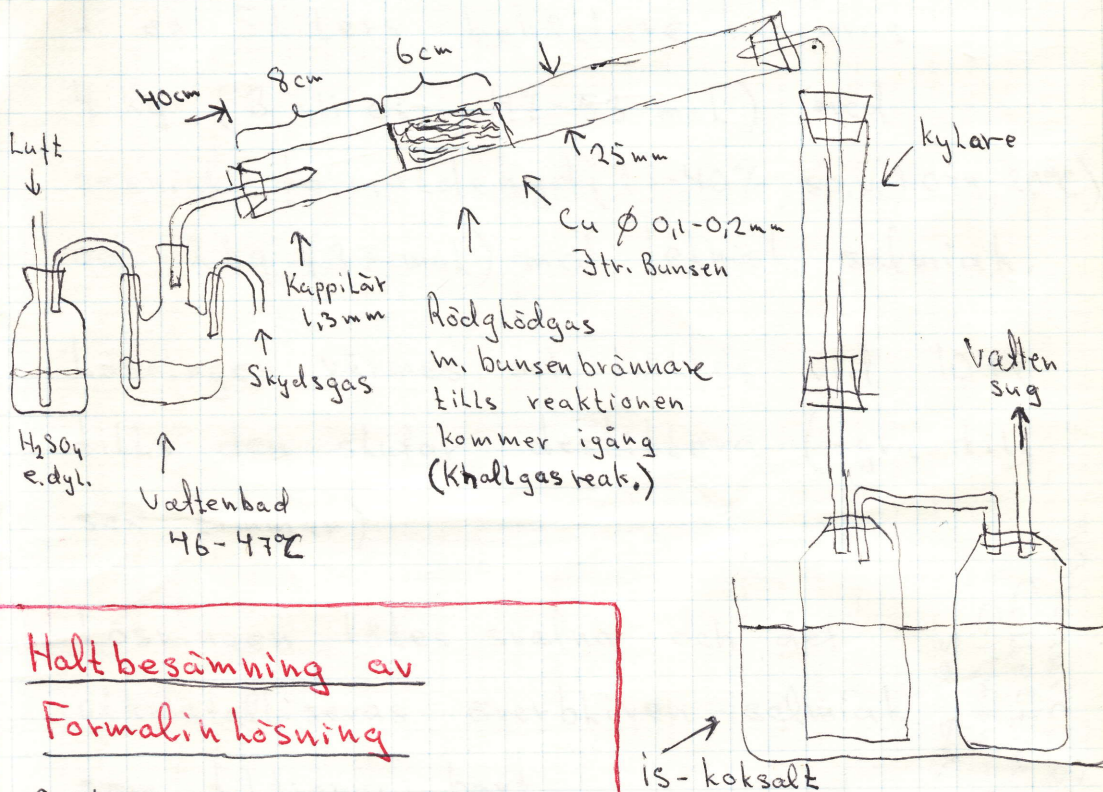 40cm
8cm
6cm
Luft
25mm
kylare
Cu ø 0,1-0,2mm
3tr. Bunsen
Kappilär
1,3mm
Skydsgas
Rödglödgas
m. bunsenbrännare
tills reaktionen
kommer igång
(Knallgasreak.)
Vatten
sug
H₂SO₄
e.dyl.
Vattenbad
46-47°C
Haltbesämning av
Formalinlösning
is-koksalt